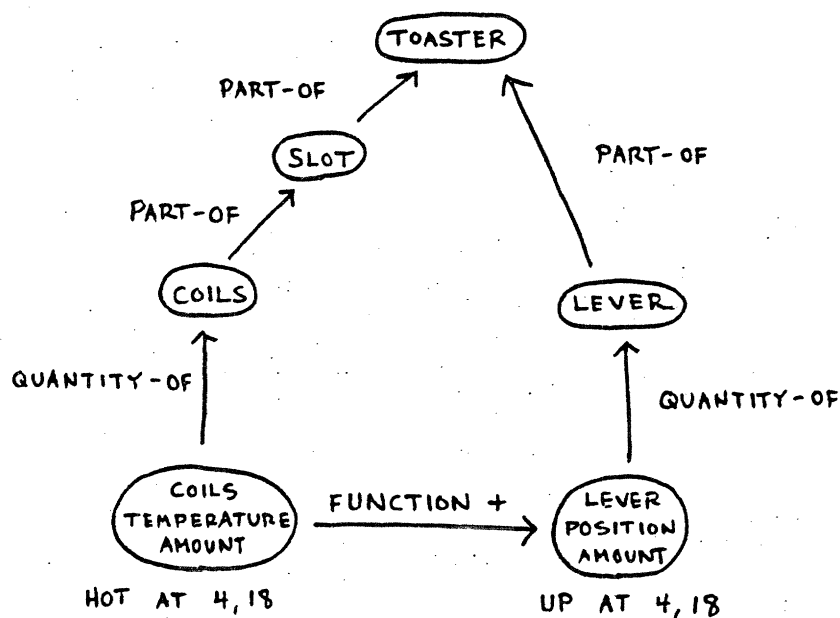 TOASTER
PART-OF
SLOT
PART-OF
PART-OF
COILS
LEVER
QUANTITY-OF
QUANTITY-OF
COILS
TEMPERATURE
AMOUNT
FUNCTION +
LEVER
POSITION
AMOUNT
HOT AT 4,18
UP AT 4,18